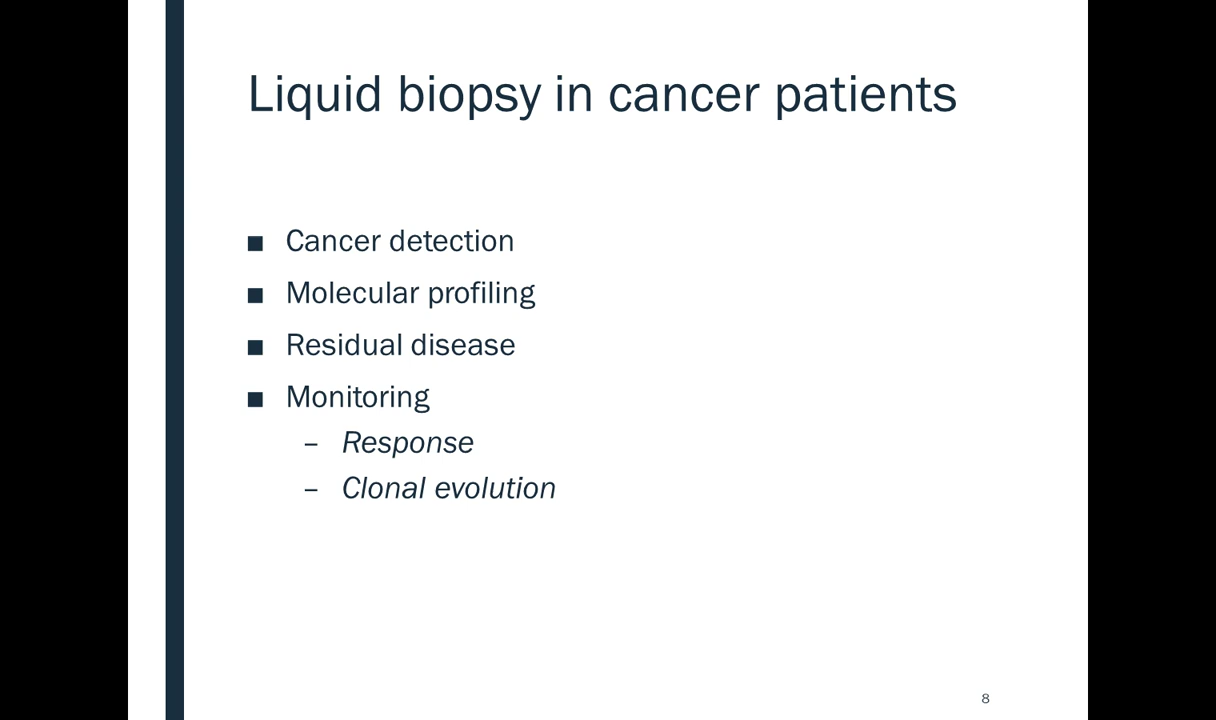 Liquid biopsy in cancer patients
■ Cancer detection
■ Molecular profiling
■ Residual disease
■ Monitoring
– Response
– Clonal evolution
8